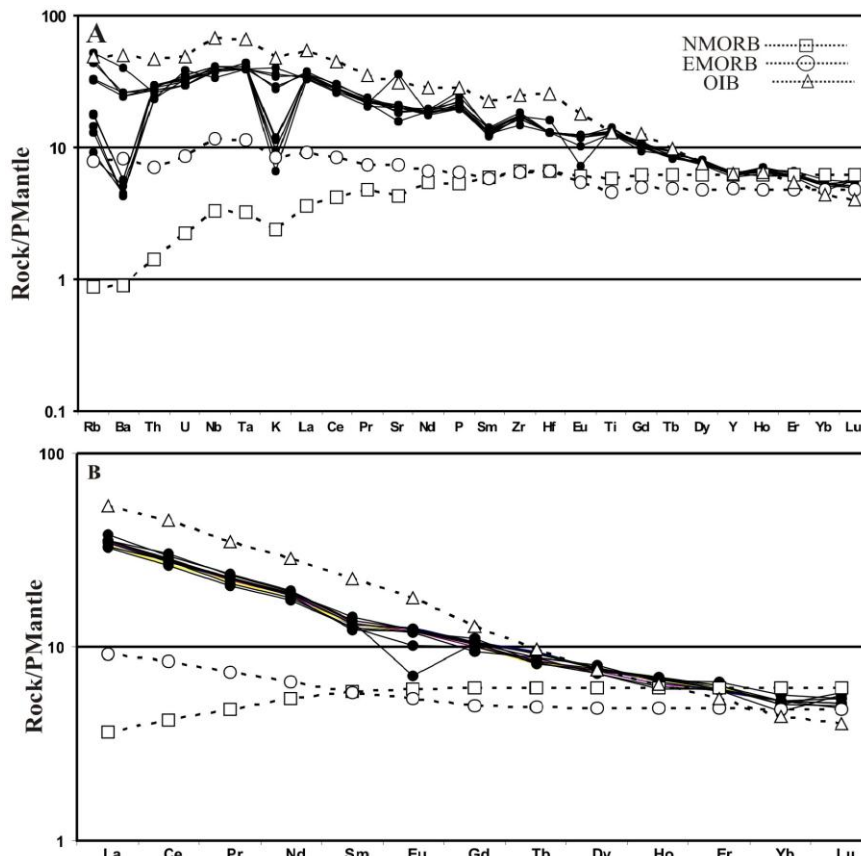 100
A
NMORB
EMORB
OIB
10
Rock/PMantle
1
0.1
Rb Ba Th U Nb Ta K La Ce Pr Sr Nd P Sm Zr Hf Eu Ti Gd Tb Dy Y Ho Er Yb Lu
100
B
Rock/PMantle
10
1
La Ce Pr Nd Sm Eu Gd Tb Dy Ho Er Yb Lu